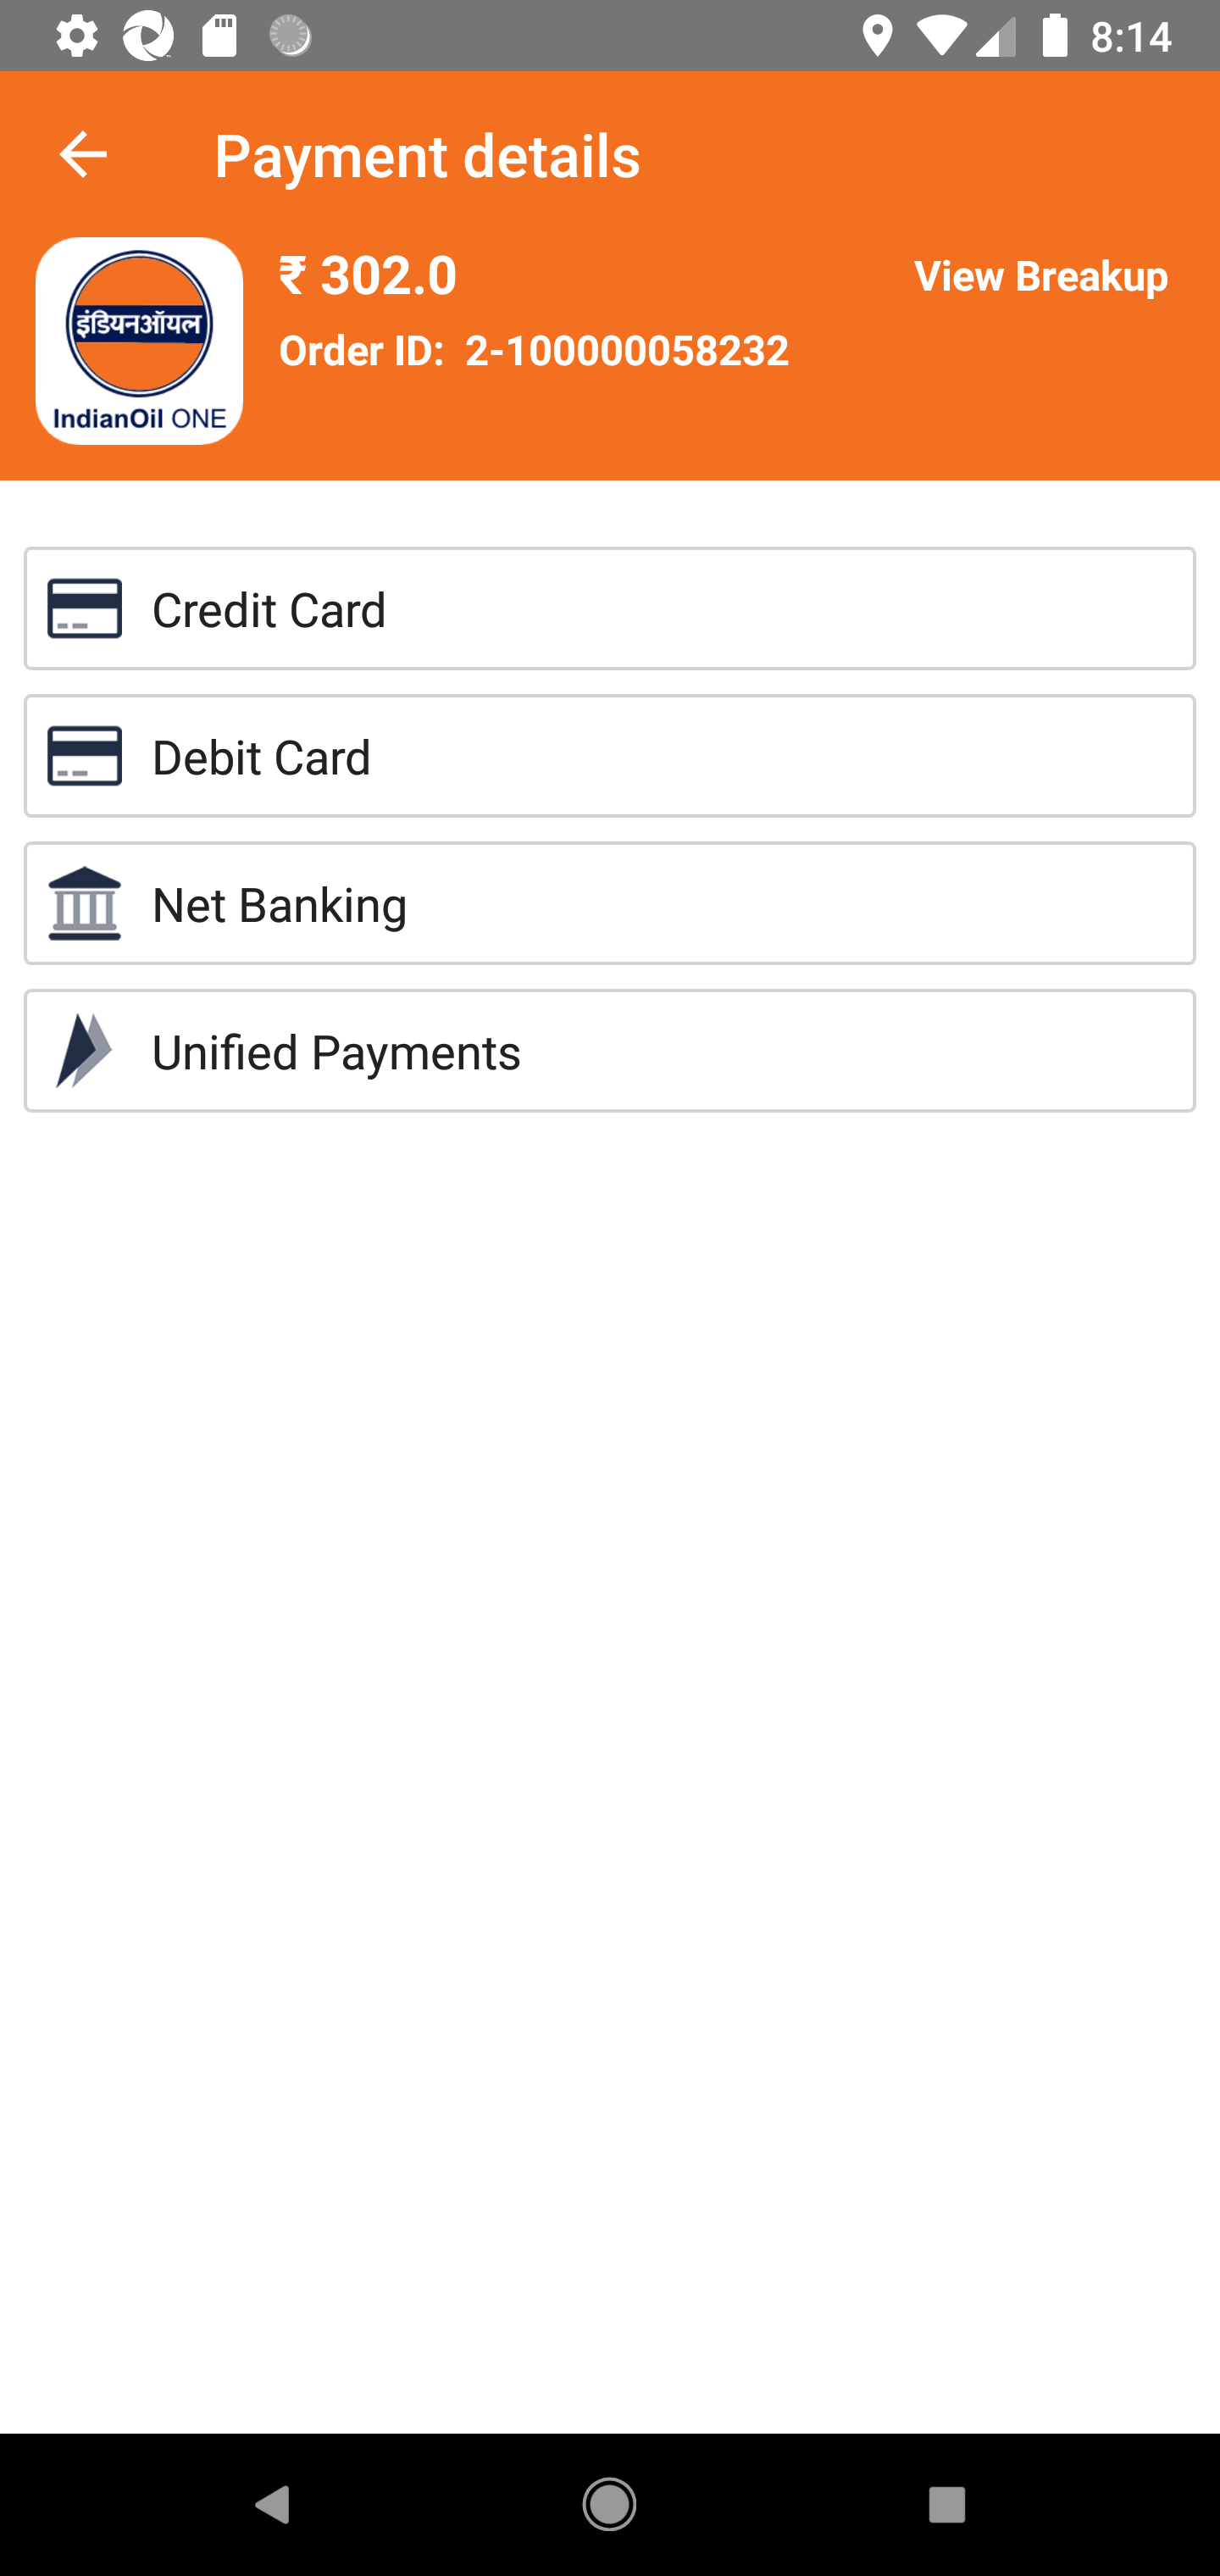 8:14
Payment details
₹ 302.0
View Breakup
Order ID: 2-100000058232
इंडियनऑयल
IndianOil ONE
Credit Card
Debit Card
Net Banking
Unified Payments